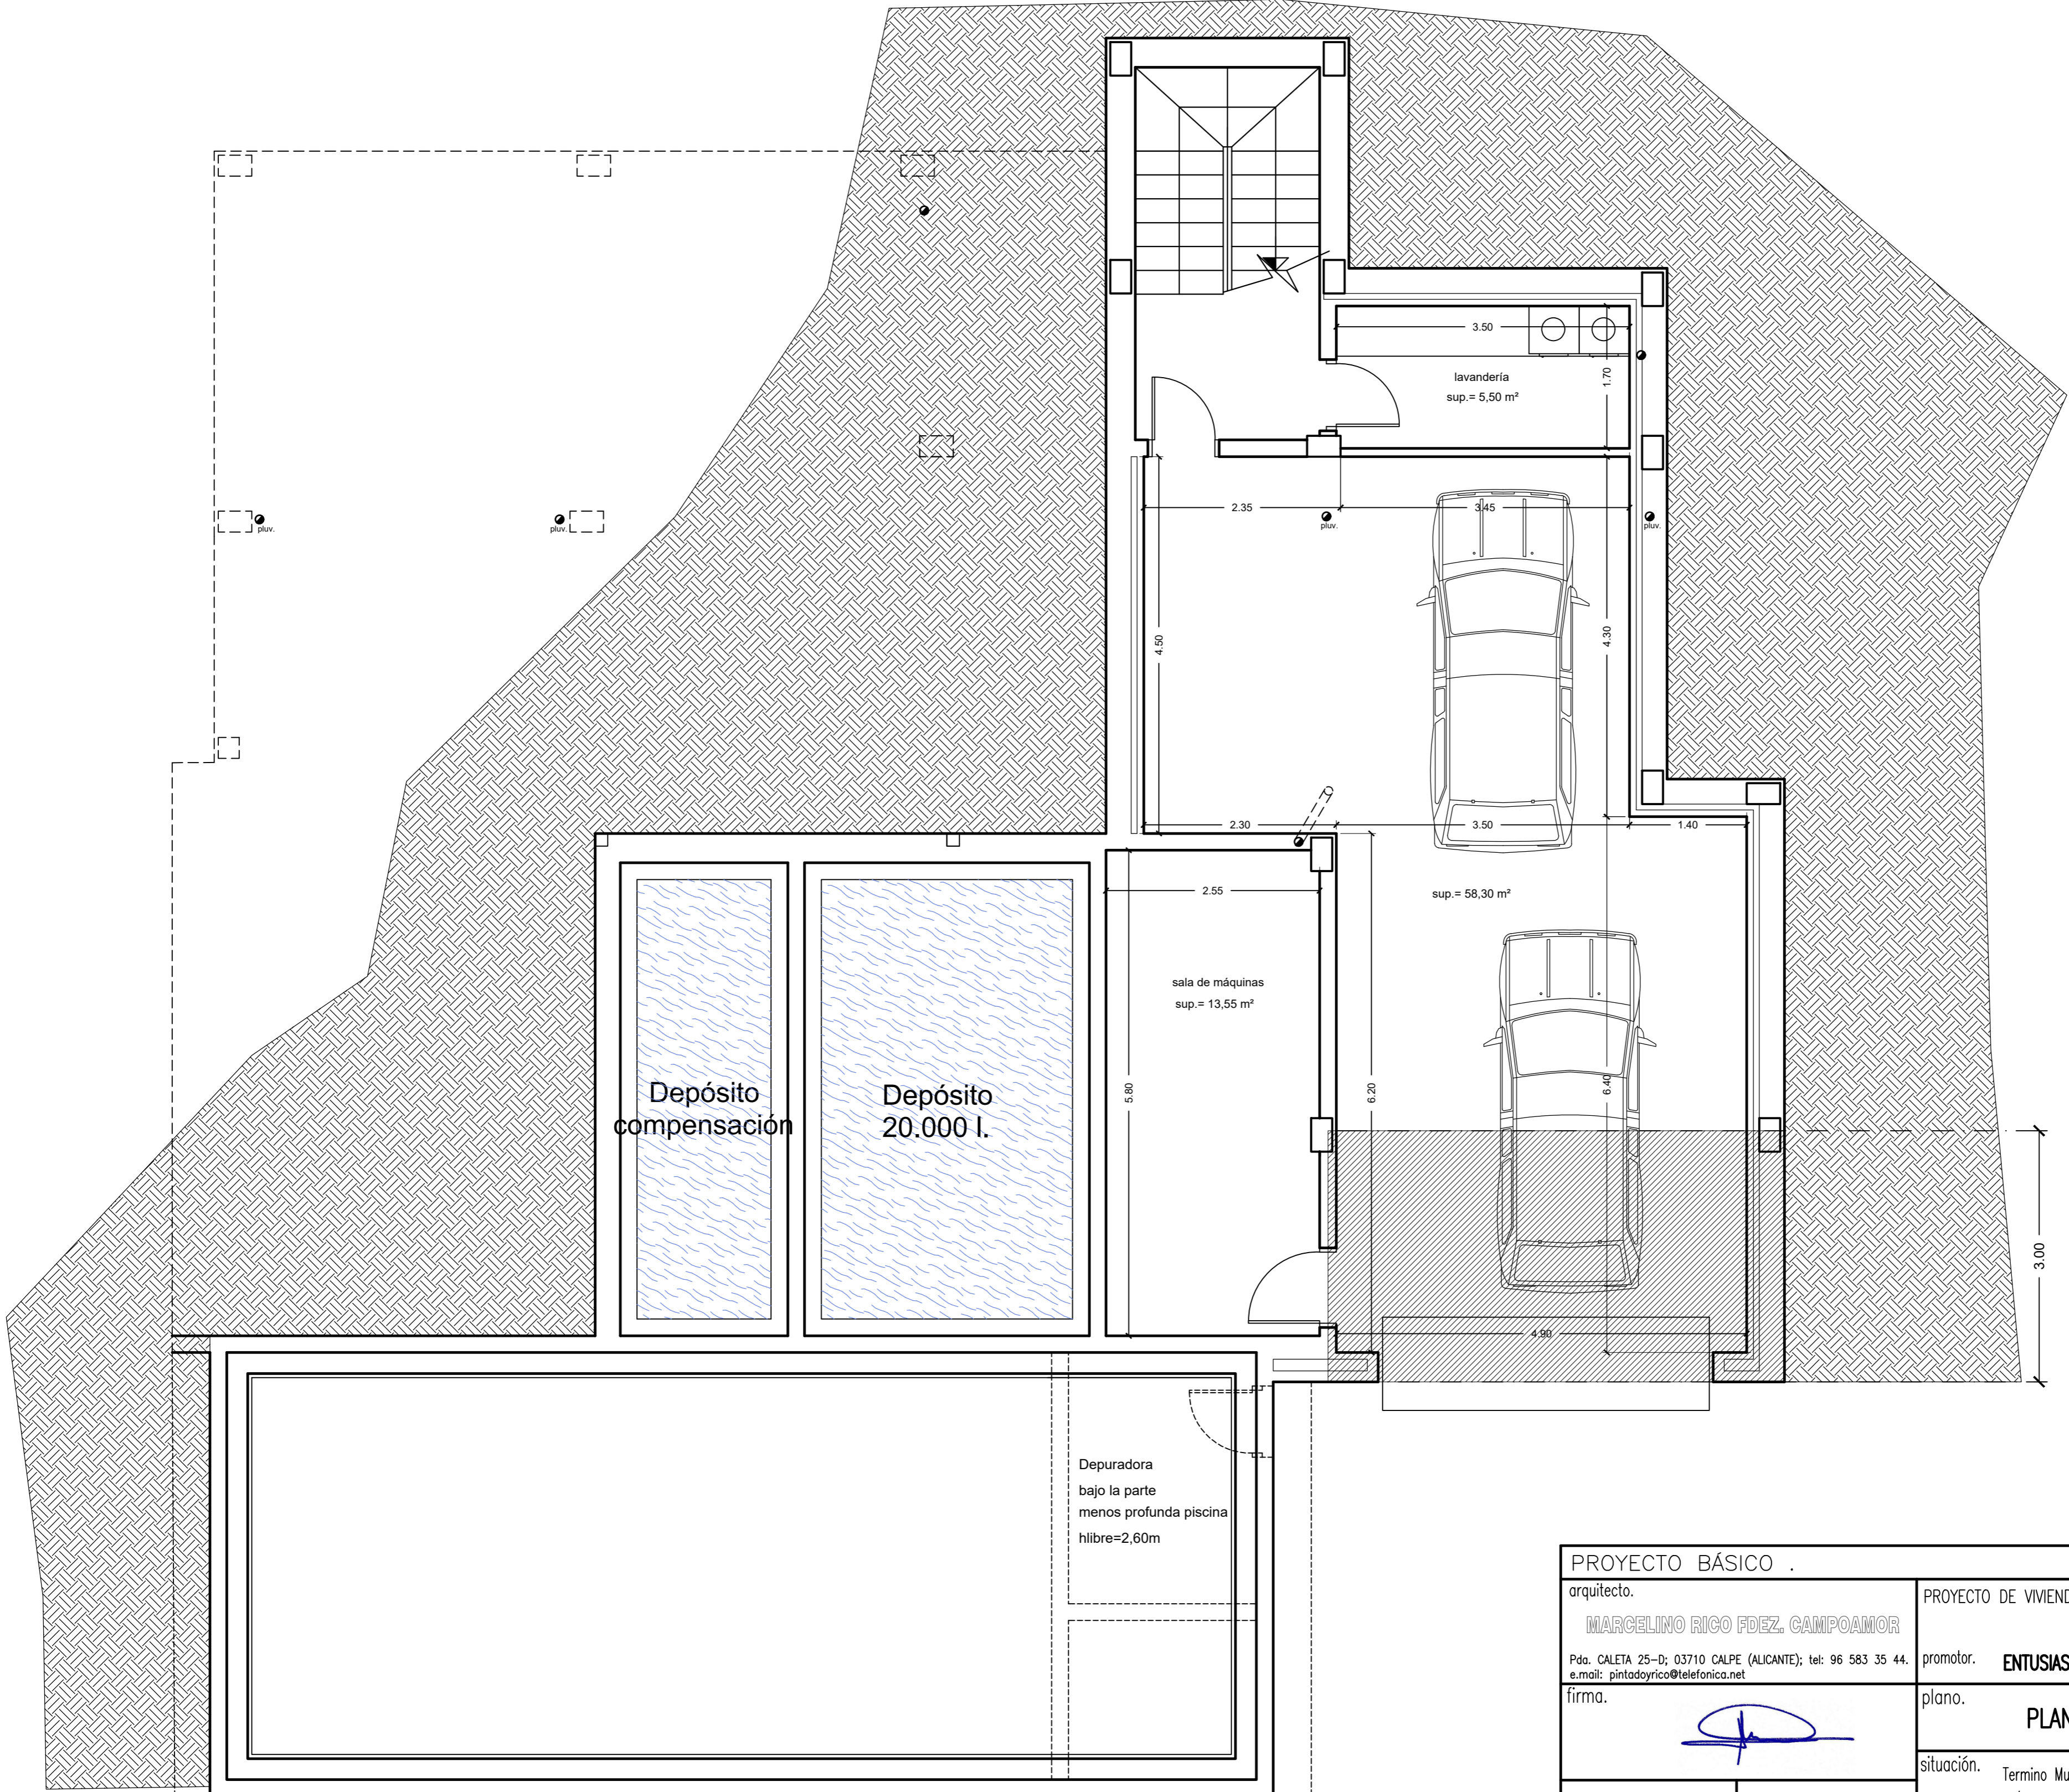 3.50
lavandería
sup.= 5,50 m²
1.70
2.35
3.45
pluv.
pluv.
pluv.
pluv.
4.50
4.30
2.30
3.50
1.40
2.55
sup.= 58,30 m²
sala de máquinas
sup.= 13,55 m²
Depósito
compensación
Depósito
20.000 l.
5.80
6.20
6.40
3.00
4.90
Depuradora
bajo la parte
menos profunda piscina
hlibre=2,60m
PROYECTO BÁSICO .
arquitecto.
MARCELINO RICO FDEZ. CAMPOAMOR
Pda. CALETA 25-D; 03710 CALPE (ALICANTE); tel: 96 583 35 44.
e.mail: pintadoyrico@telefonica.net
PROYECTO DE
promotor.
firma.
plano.
situación.
Termino